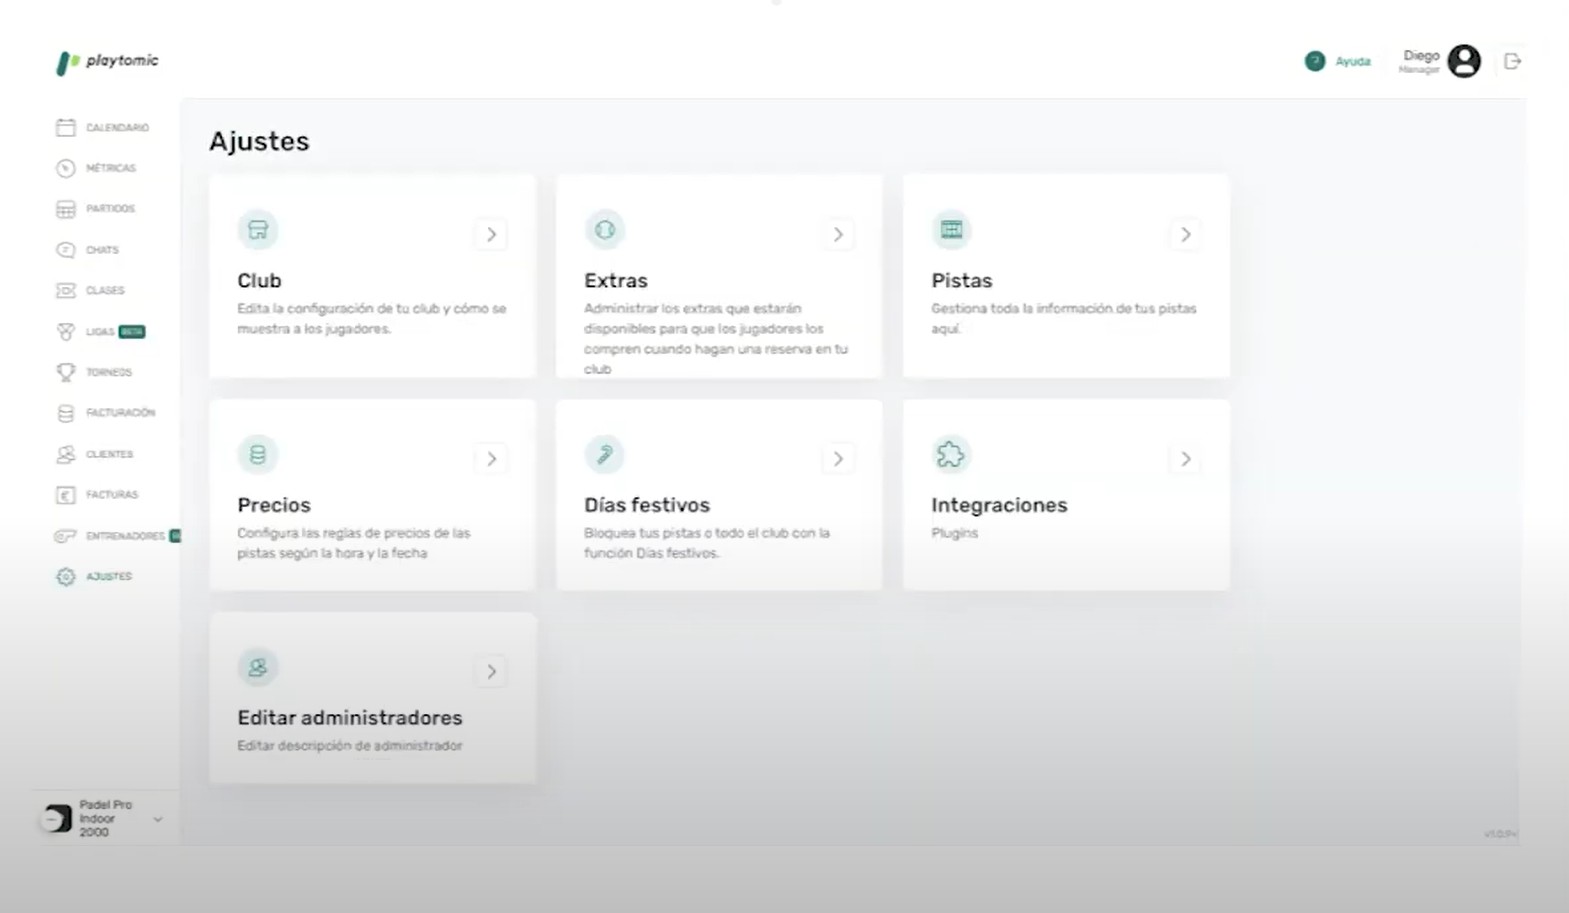 playtomic
Ayuda
Diego
Manager
CALENDARIO
MÉTRICAS
PARTIDOS
CHATS
CLASES
LIGAS BETA
TORNEOS
FACTURACIÓN
CLIENTES
FACTURAS
ENTRENADORES
AJUSTES
Padel Pro
Indoor
2000
Ajustes
Club
Edita la configuración de tu club y cómo se
muestra a los jugadores.
Extras
Administrar los extras que estarán
disponibles para que los jugadores los
compren cuando hagan una reserva en tu
club
Pistas
Gestiona toda la información de tus pistas
aquí.
Precios
Configura las reglas de precios de las
pistas según la hora y la fecha
Días festivos
Bloquea tus pistas o todo el club con la
función Días festivos.
Integraciones
Plugins
Editar administradores
Editar descripción de administrador